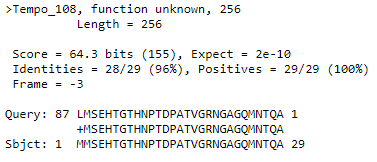 >Tempo_108, function unknown, 256
Length = 256
Score = 64.3 bits (155), Expect = 2e-10
Identities = 28/29 (96%), Positives = 29/29 (100%)
Frame = -3
Query: 87 LMSEHTGTHNPTDPATVGRNGAGQMNTQA 1
+MSEHTGTHNPTDPATVGRNGAGQMNTQA
Sbjct: 1 MMSEHTGTHNPTDPATVGRNGAGQMNTQA 29